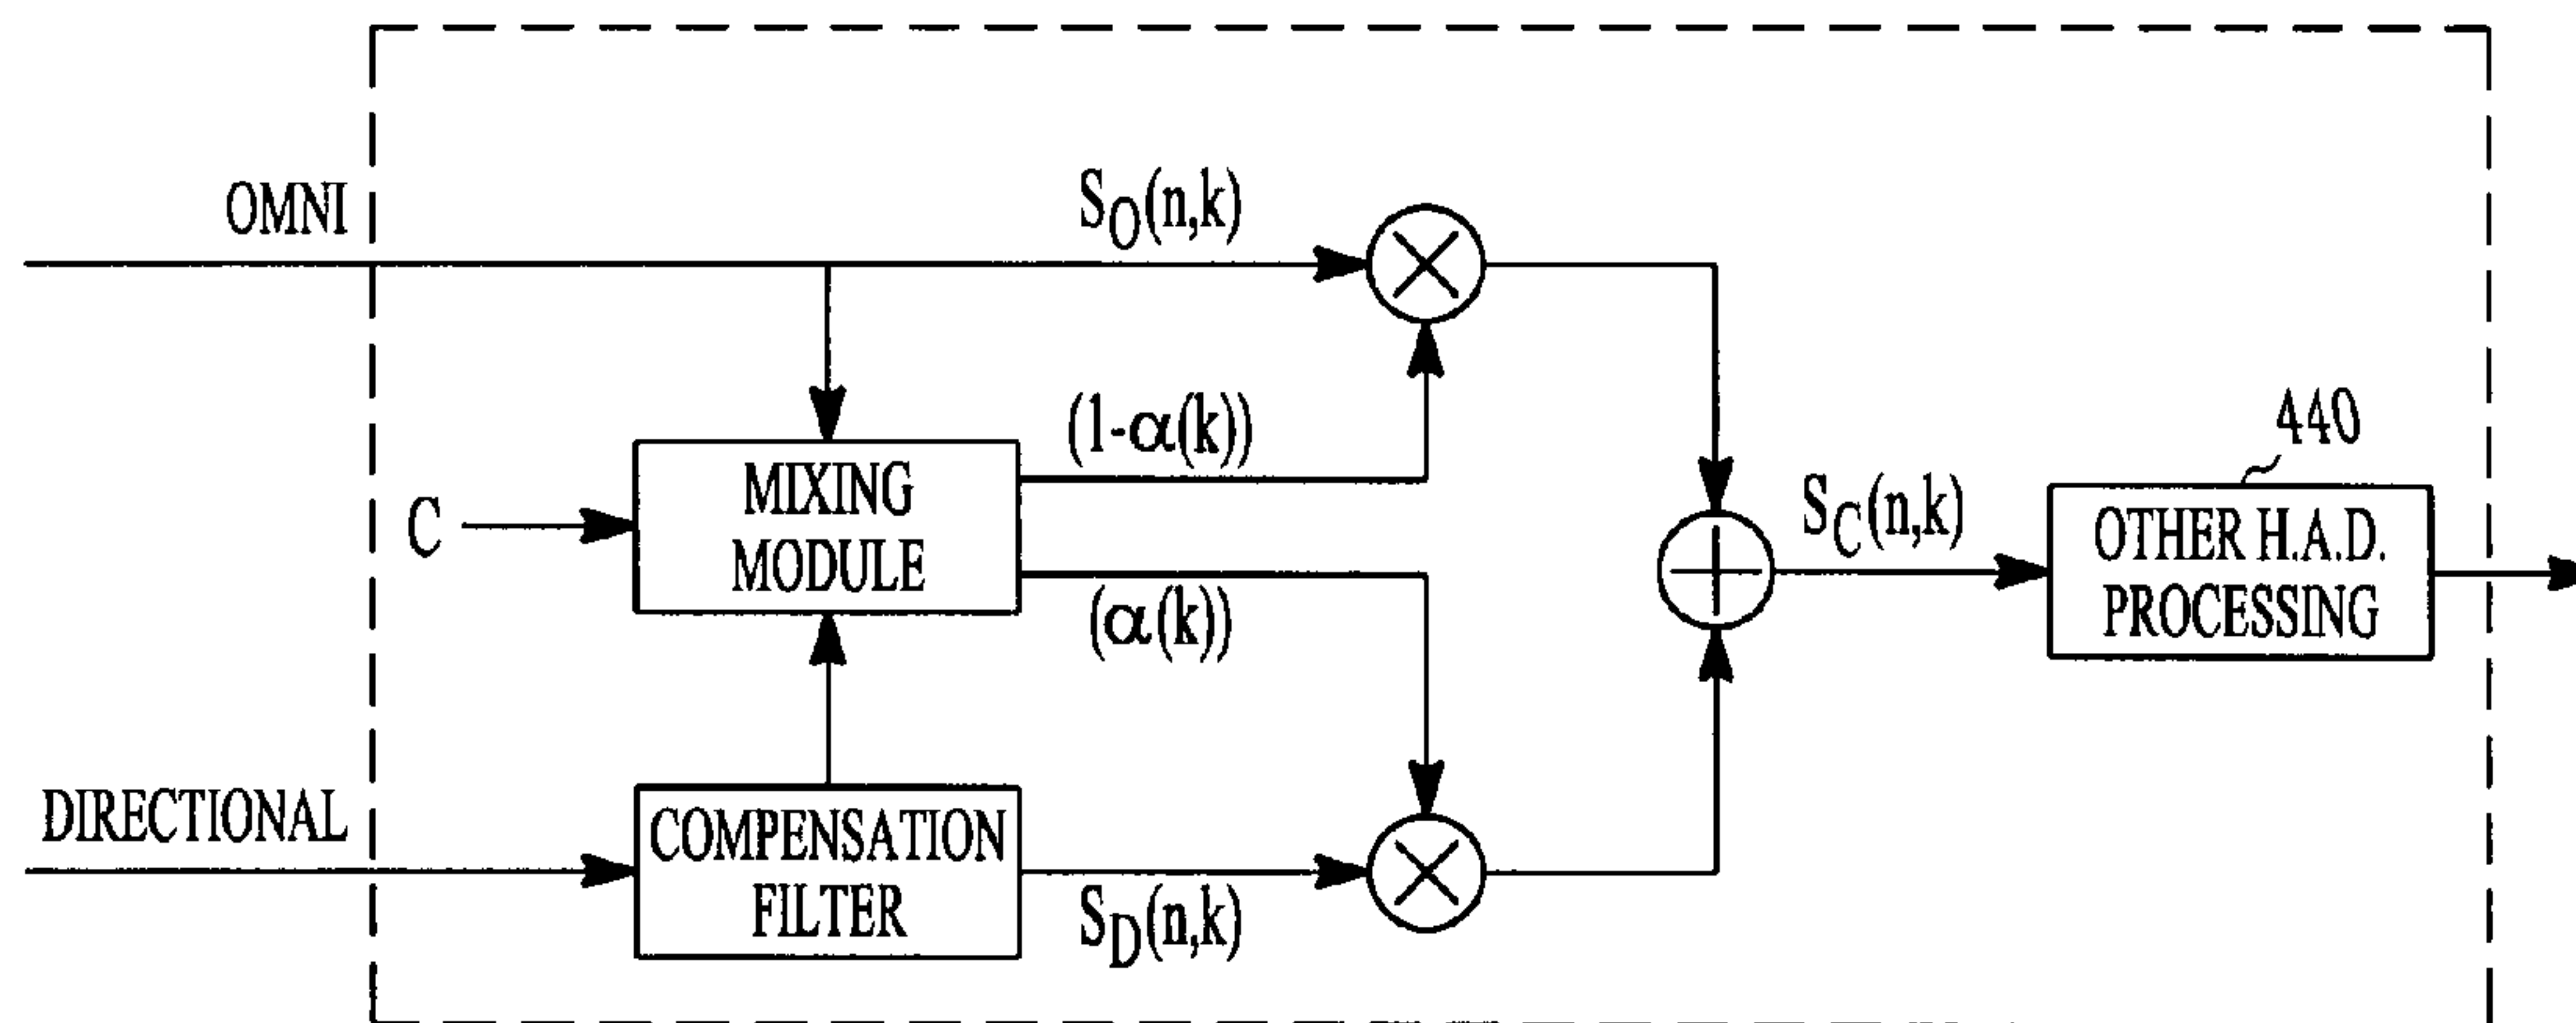 OMNI
S_O(n,k)
(1-α(k))
C
MIXING
MODULE
(α(k))
440
S_C(n,k)
OTHER H.A.D.
PROCESSING
DIRECTIONAL
COMPENSATION
FILTER
S_D(n,k)